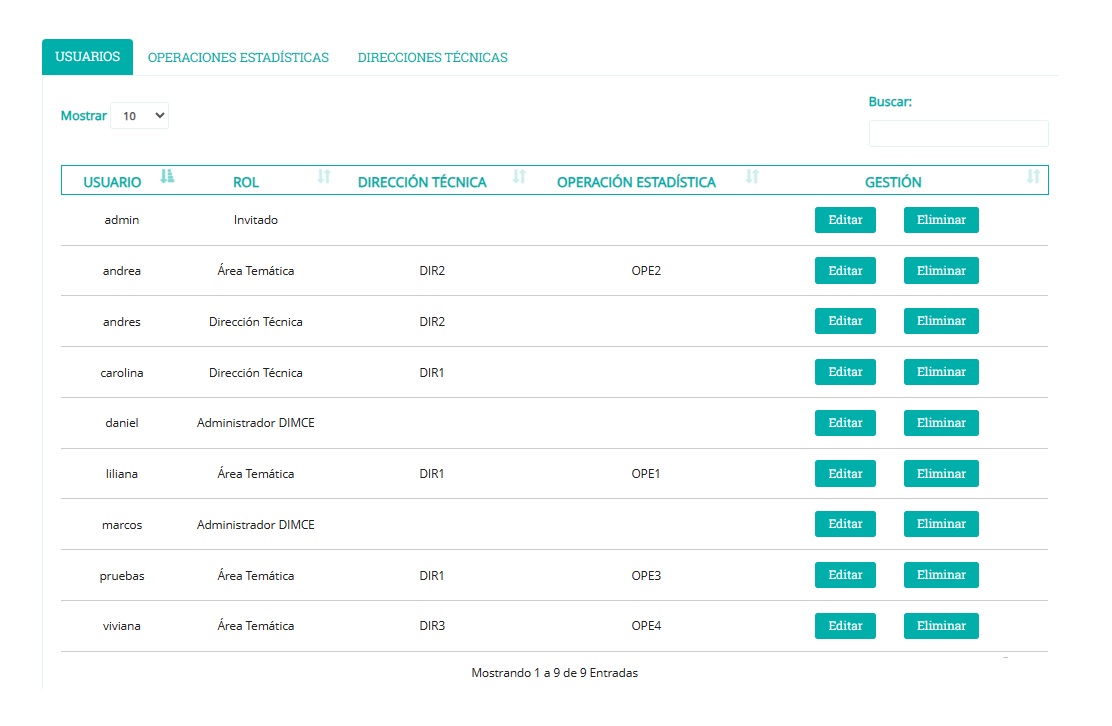 USUARIOS OPERACIONES ESTADÍSTICAS DIRECCIONES TÉCNICAS
Buscar:
Mostrar 10
USUARIO ROL DIRECCIÓN TÉCNICA OPERACIÓN ESTADÍSTICA GESTIÓN
admin Invitado Editar Eliminar
andrea Área Temática DIR2 OPE2 Editar Eliminar
andres Dirección Técnica DIR2 Editar Eliminar
carolina Dirección Técnica DIR1 Editar Eliminar
daniel Administrador DIMCE Editar Eliminar
liliana Área Temática DIR1 OPE1 Editar Eliminar
marcos Administrador DIMCE Editar Eliminar
pruebas Área Temática DIR1 OPE3 Editar Eliminar
viviana Área Temática DIR3 OPE4 Editar Eliminar
Mostrando 1 a 9 de 9 Entradas